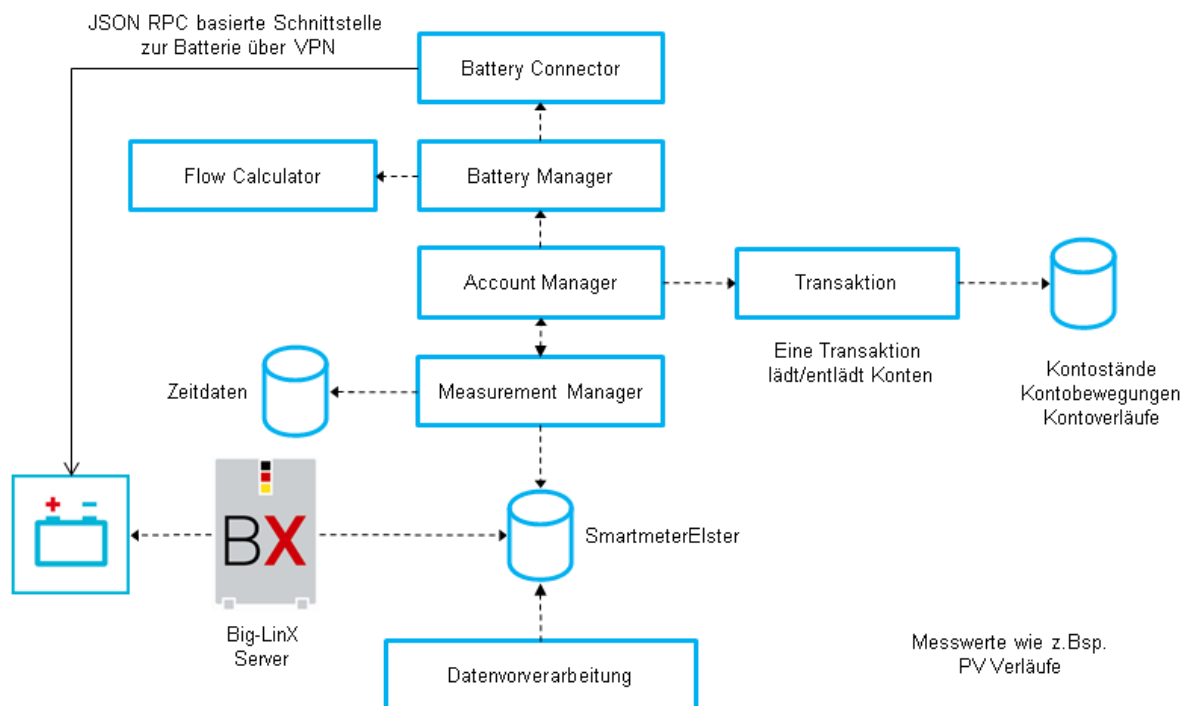 JSON RPC basierte Schnittstelle
zur Batterie über VPN
Battery Connector
Flow Calculator
Battery Manager
Account Manager
Transaktion
Eine Transaktion
lädt/entlädt Konten
Kontostände
Kontobewegungen
Kontoverläufe
Zeitdaten
Measurement Manager
BX
SmartmeterElster
Big-LinX
Server
Datenvorverarbeitung
Messwerte wie z.Bsp.
PV Verläufe